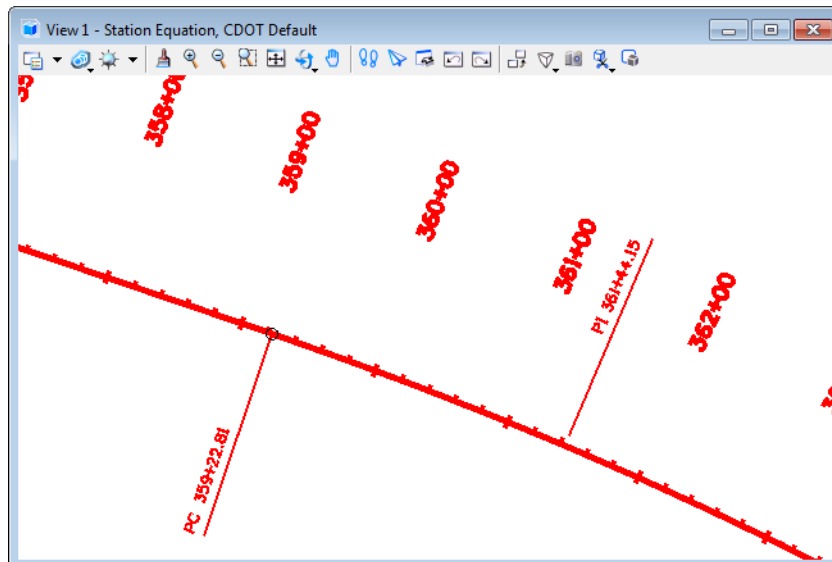 View 1 - Station Equation, CDOT Default
358+00
359+00
360+00
361+00
PI 361+44.15
362+00
PC 359+22.81